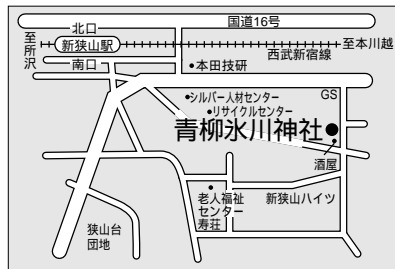 北口
国道16号
至所沢
新狭山駅
至本川越
西武新宿線
南口
本田技研
シルバー人材センター
GS
リサイクルセンター
青柳氷川神社
酒屋
老人福祉
センター
寿荘
新狭山ハイツ
狭山台
団地